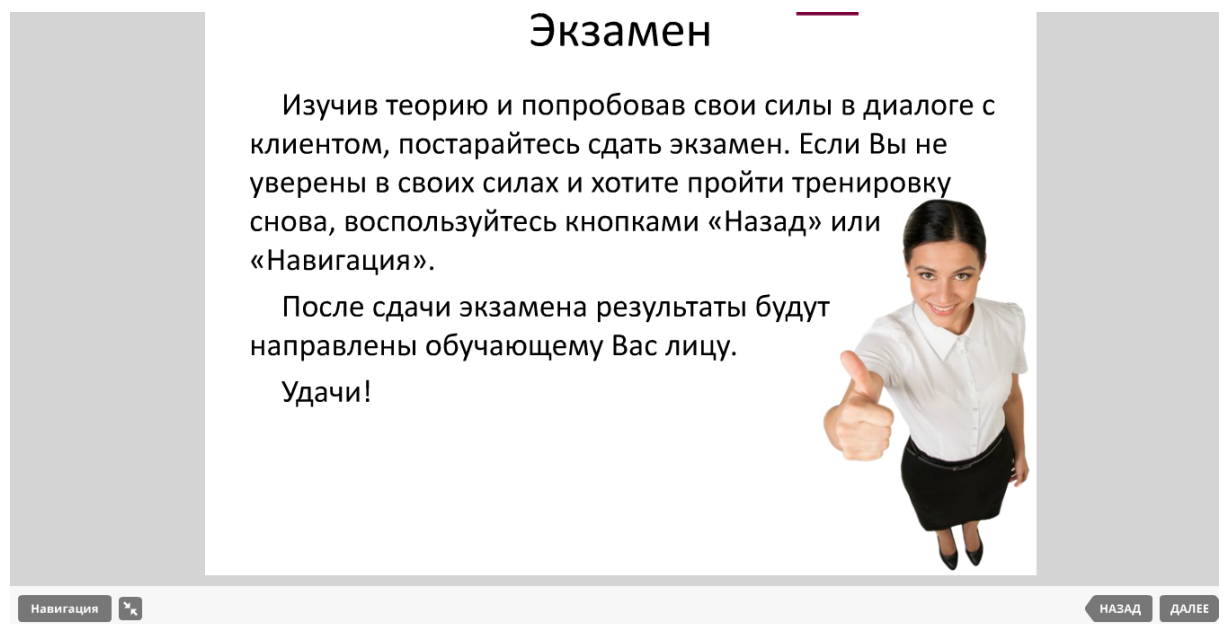 Экзамен
Изучив теорию и попробовав свои силы в диалоге с
клиентом, постарайтесь сдать экзамен. Если Вы не
уверены в своих силах и хотите пройти тренировку
снова, воспользуйтесь кнопками «Назад» или
«Навигация».
После сдачи экзамена результаты будут
направлены обучающему Вас лицу.
Удачи!
Навигация
НАЗАД
ДАЛЕЕ